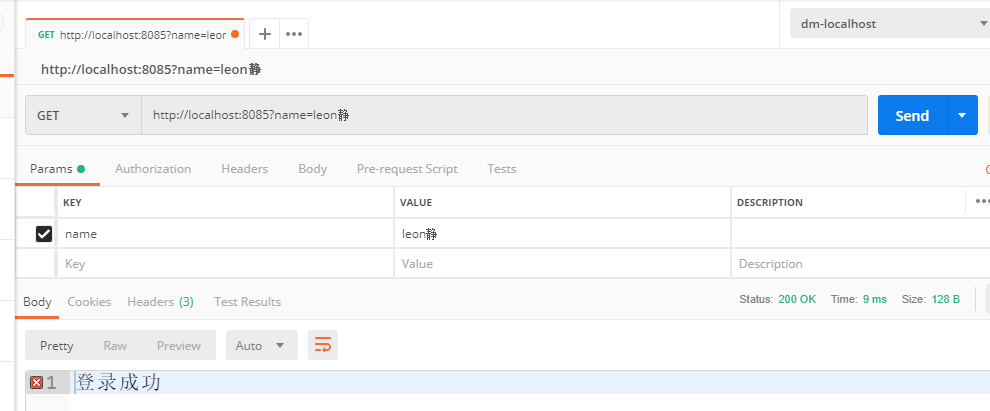 GET http://localhost:8085?name=leor
dm-localhost
http://localhost:8085?name=leon静
GET http://localhost:8085?name=leon静 Send
Params Authorization Headers Body Pre-request Script Tests
KEY VALUE DESCRIPTION
name leon静
Key Value Description
Body Cookies Headers (3) Test Results Status: 200 OK Time: 9 ms Size: 128 B
Pretty Raw Preview Auto
1 登录成功